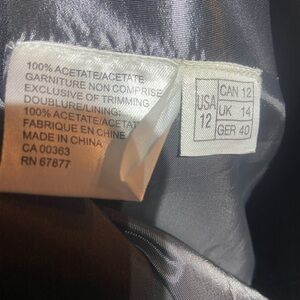 100% ACETATE/ACETATE
GARNITURE NON COMPRISE
EXCLUSIVE OF TRIMMING
DOUBLURE/LINING:
100% ACETATE/ACETAT
FABRIQUE EN CHINE
MADE IN CHINA
CA 00363
RN 67877
USA 12
CAN 12
UK 14
GER 40